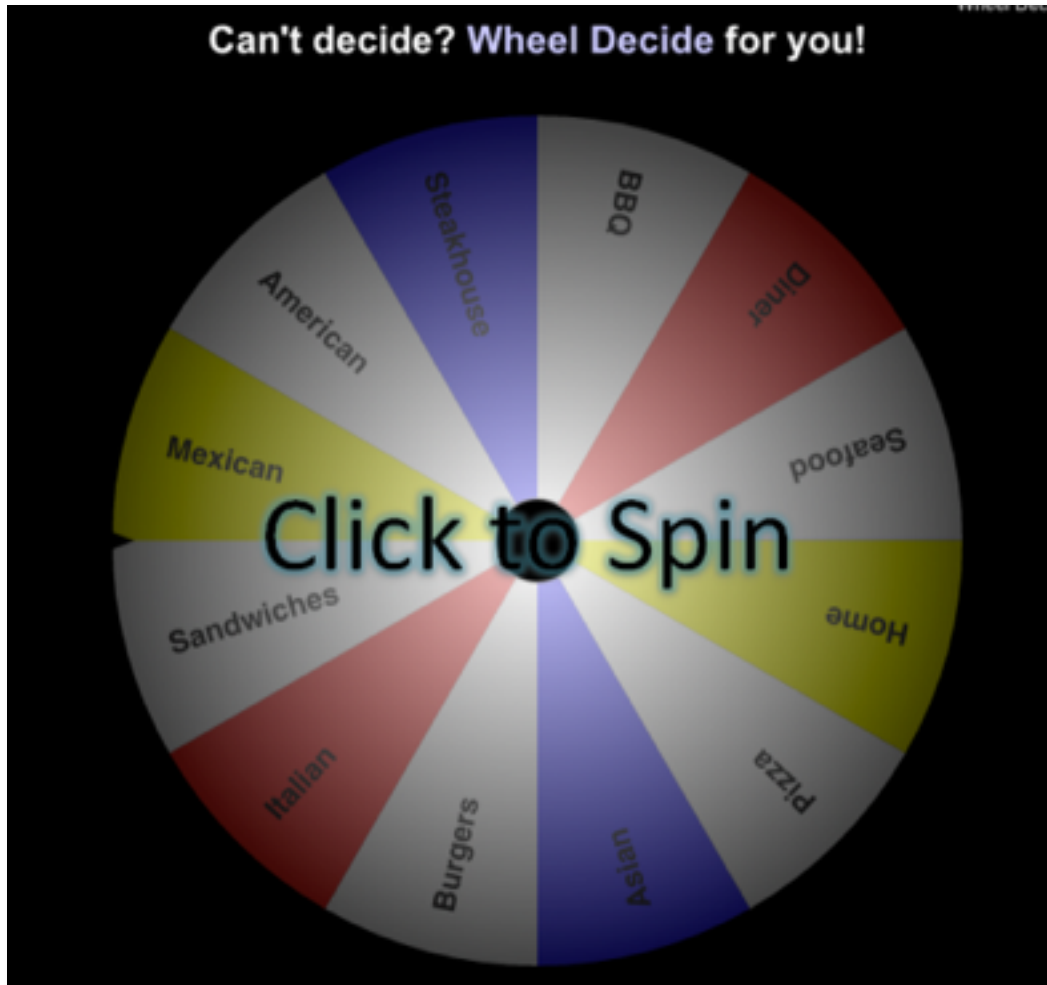 Can't decide? Wheel Decide for you!
Steakhouse
BBQ
Diner
American
Seafood
Mexican
Click to Spin
Sandwiches
Home
Italian
Pizza
Burgers
Asian